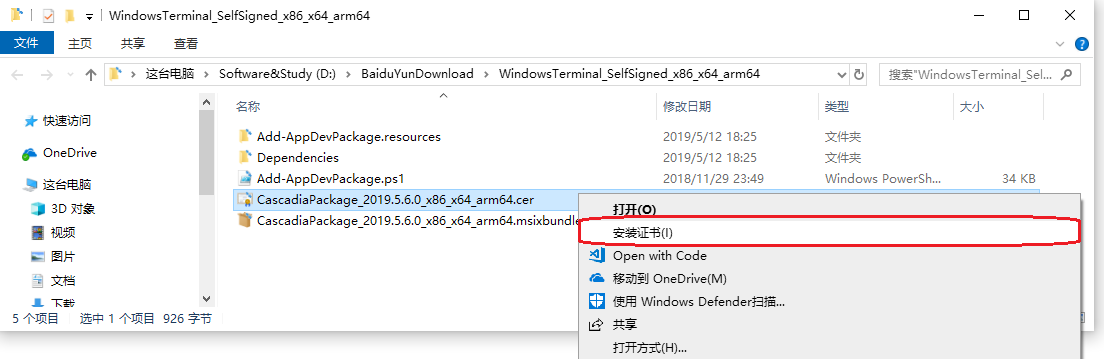 WindowsTerminal_SelfSigned_x86_x64_arm64
文件 主页 共享 查看
这台电脑 Software&Study (D:) BaiduYunDownload WindowsTerminal_SelfSigned_x86_x64_arm64 搜索"WindowsTerminal_Sel...
名称 修改日期 类型 大小
快速访问
OneDrive
这台电脑
3D 对象
视频
图片
文档
下载
Add-AppDevPackage.resources 2019/5/12 18:25 文件夹
Dependencies 2019/5/12 18:25 文件夹
Add-AppDevPackage.ps1 2018/11/29 23:49 Windows PowerSh... 34 KB
CascadiaPackage_2019.5.6.0_x86_x64_arm64.cer
CascadiaPackage_2019.5.6.0_x86_x64_arm64.msixbundle
打开(O)
安装证书(I)
Open with Code
移动到 OneDrive(M)
使用 Windows Defender扫描...
共享
打开方式(H)...
5 个项目 选中 1 个项目 926 字节